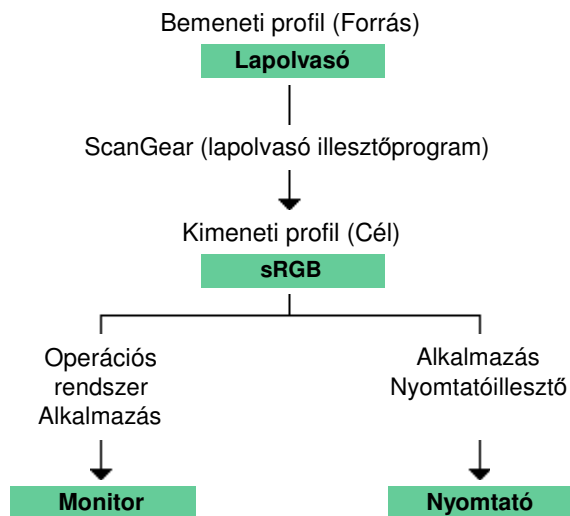 Bemeneti profil (Forrás)
Lapolvasó
ScanGear (lapolvasó illesztőprogram)
Kimeneti profil (Cél)
sRGB
Operációs
rendszer
Alkalmazás
Alkalmazás
Nyomtatóillesztő
Monitor
Nyomtató